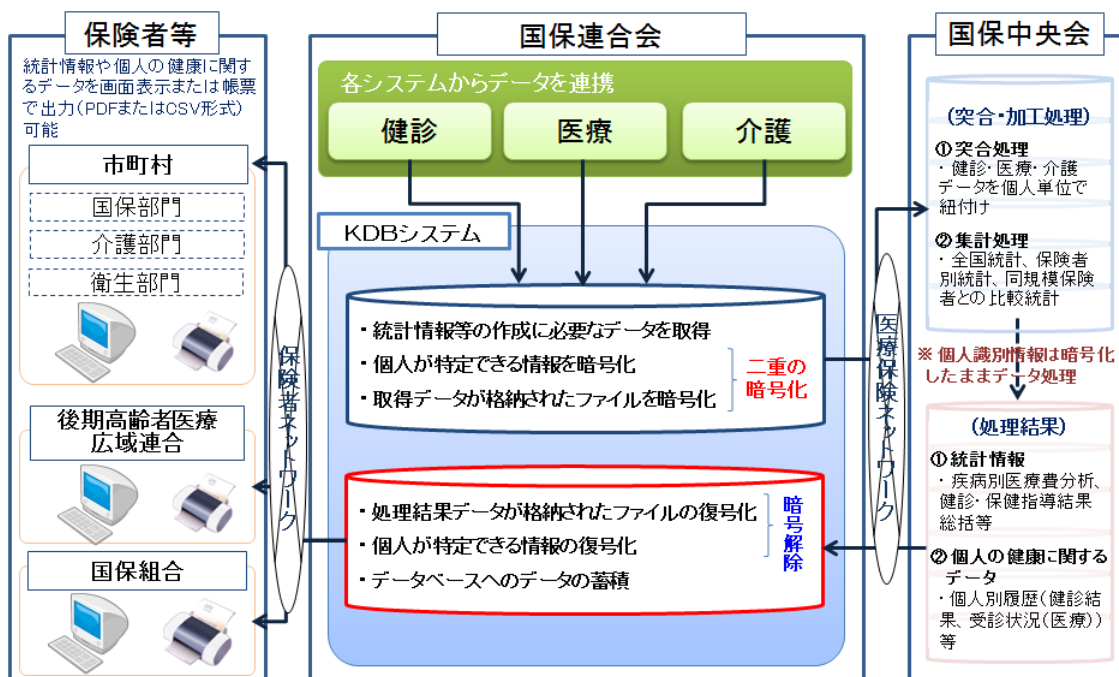 保険者等
統計情報や個人の健康に関す
るデータを画面表示または帳票
で出力(PDFまたはCSV形式)
可能
市町村
国保部門
介護部門
衛生部門
後期高齢者医療
広域連合
国保組合
保険者ネットワーク
国保連合会
各システムからデータを連携
健診
医療
介護
KDBシステム
・統計情報等の作成に必要なデータを取得
・個人が特定できる情報を暗号化
・取得データが格納されたファイルを暗号化
二重の
暗号化
・処理結果データが格納されたファイルの復号化
・個人が特定できる情報の復号化
・データベースへのデータの蓄積
暗号解除
医療保険ネットワーク
国保中央会
(突合・加工処理)
①突合処理
・健診・医療・介護
データを個人単位で
紐付け
②集計処理
・全国統計、保険者
別統計、同規模保険
者との比較統計
※個人識別情報は暗号化
したままデータ処理
(処理結果)
①統計情報
・疾病別医療費分析、
健診・保健指導結果
総括等
②個人の健康に関する
データ
・個人別履歴(健診結
果、受診状況(医療))
等